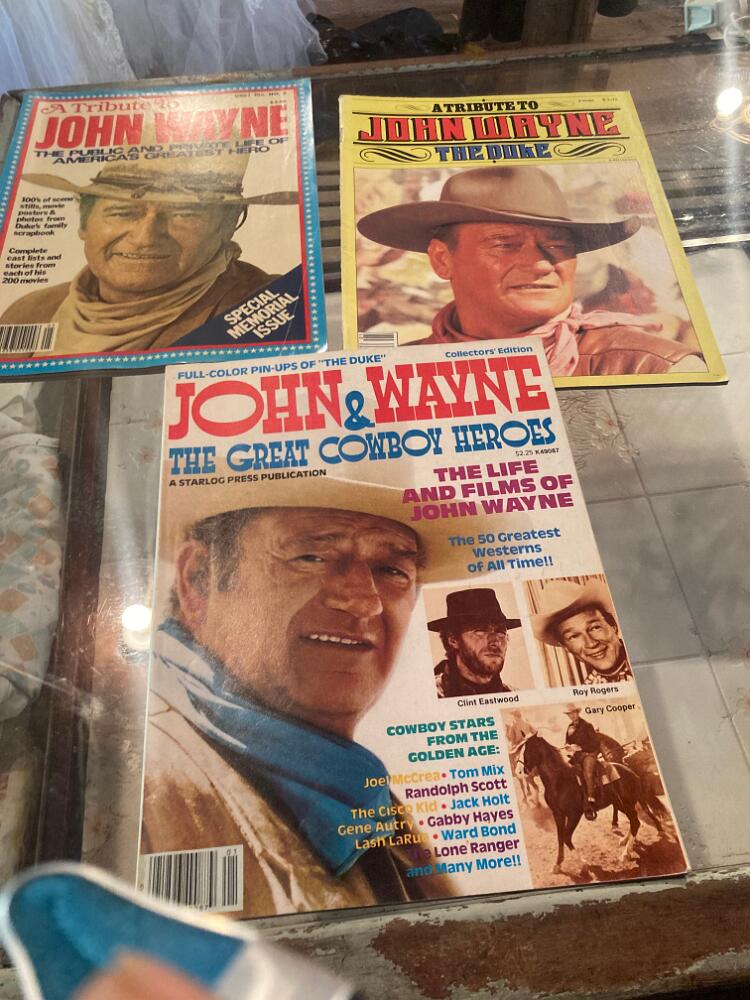 A Tribute To
JOHN WAYNE
THE PUBLIC AND PRIVATE LIFE OF
AMERICA'S GREATEST HERO
100's of scene
stills, movie
posters &
photos from
Duke's family
scrapbook
Complete
cast lists and
stories from
each of his
200 movies
SPECIAL
MEMORIAL
ISSUE
A TRIBUTE TO
JOHN WAYNE
THE DUKE
FULL-COLOR PIN-UPS OF "THE DUKE"
Collectors' Edition
JOHN & WAYNE
THE GREAT COWBOY HEROES
$2.25 K49087
A STARLOG PRESS PUBLICATION
THE LIFE
AND FILMS OF
JOHN WAYNE
The 50 Greatest
Westerns
of All Time!!
Clint Eastwood
Roy Rogers
Gary Cooper
COWBOY STARS
FROM THE
GOLDEN AGE:
Joel McCrea • Tom Mix
Randolph Scott
The Cisco Kid • Jack Holt
Gene Autry • Gabby Hayes
Lash LaRue • Ward Bond
The Lone Ranger
and Many More!!
01